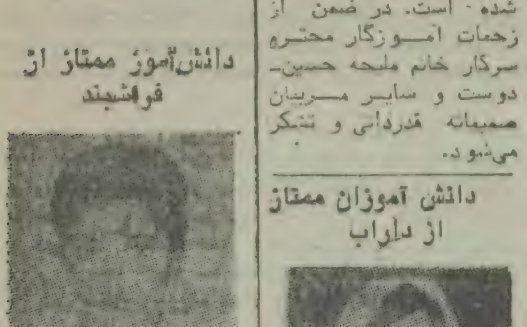 شده است. در ضمن از
زحمات آموزگار محترم
سرکار خانم ملیحه حسین-
دوست و سایر مربیان
صمیمانه قدردانی و تشکر
می‌شود.
دانش آموزان ممتاز
از داراب
دانش‌آموز ممتاز از
فراشبند